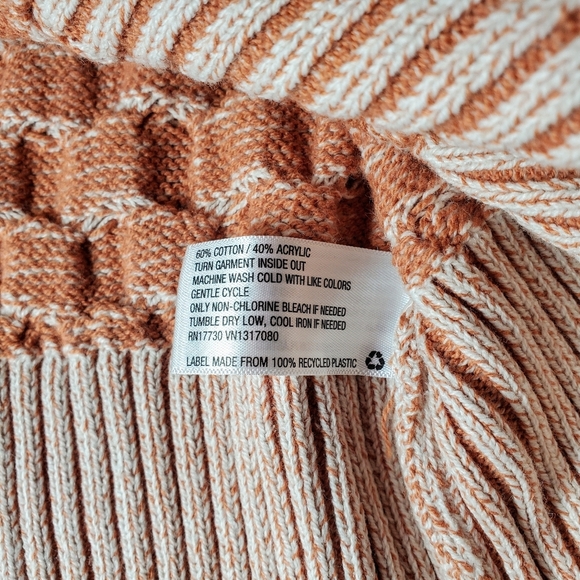 60% COTTON / 40% ACRYLIC
TURN GARMENT INSIDE OUT
MACHINE WASH COLD WITH LIKE COLORS
GENTLE CYCLE
ONLY NON-CHLORINE BLEACH IF NEEDED
TUMBLE DRY LOW, COOL IRON IF NEEDED
RN17730 VN1317080
LABEL MADE FROM 100% RECYCLED PLASTIC